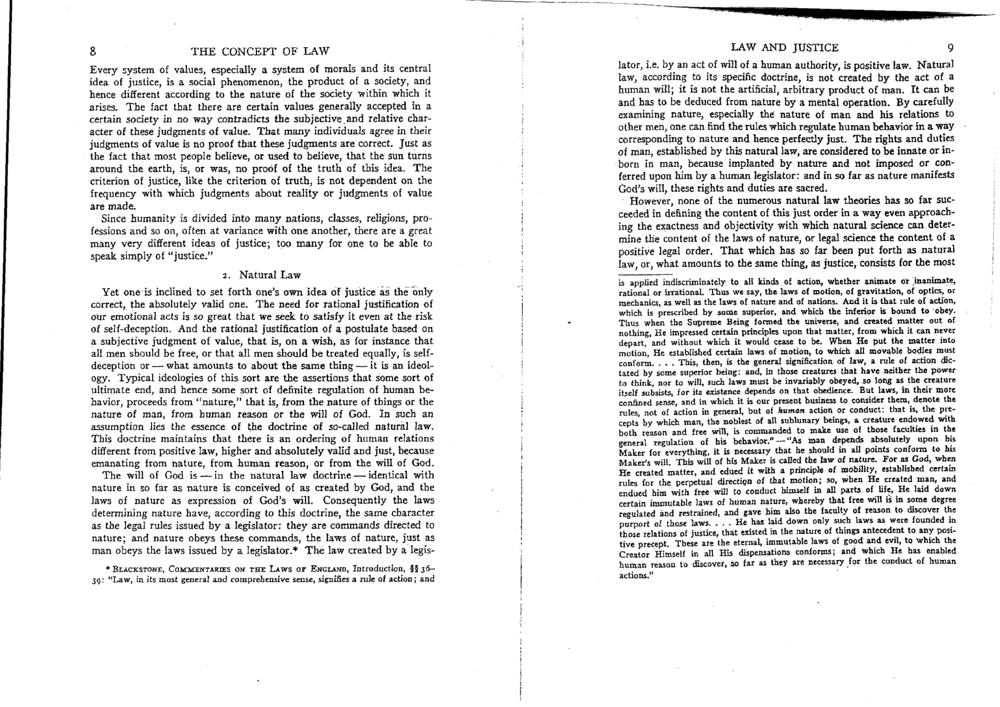 8 THE CONCEPT OF LAW
Every system of values, especially a system of morals and its central
idea of justice, is a social phenomenon, the product of a society, and
hence different according to the nature of the society within which it
arises. The fact that there are certain values generally accepted in a
certain society in no way contradicts the subjective and relative char-
acter of these judgments of value. That many individuals agree in their
judgments of value is no proof that these judgments are correct. Just as
the fact that most people believe, or used to believe, that the sun turns
around the earth, is, or was, no proof of the truth of this idea. The
criterion of justice, like the criterion of truth, is not dependent on the
frequency with which judgments about reality or judgments of value
are made.
Since humanity is divided into many nations, classes, religions, pro-
fessions and so on, often at variance with one another, there are a great
many very different ideas of justice; too many for one to be able to
speak simply of "justice."
2. Natural Law
Yet one is inclined to set forth one's own idea of justice as the only
correct, the absolutely valid one. The need for rational justification of
our emotional acts is so great that we seek to satisfy it even at the risk
of self-deception. And the rational justification of a postulate based on
a subjective judgment of value, that is, on a wish, as for instance that
all men should be free, or that all men should be treated equally, is self-
deception or — what amounts to about the same thing — it is an ideol-
ogy. Typical ideologies of this sort are the assertions that some sort of
ultimate end, and hence some sort of definite regulation of human be-
havior, proceeds from "nature," that is, from the nature of things or the
nature of man, from human reason or the will of God. In such an
assumption lies the essence of the doctrine of so-called natural law.
This doctrine maintains that there is an ordering of human relations
different from positive law, higher and absolutely valid and just, because
emanating from nature, from human reason, or from the will of God.
The will of God is — in the natural law doctrine — identical with
nature in so far as nature is conceived of as created by God, and the
laws of nature as expression of God's will. Consequently the laws
determining nature have, according to this doctrine, the same character
as the legal rules issued by a legislator: they are commands directed to
nature; and nature obeys these commands, the laws of nature, just as
man obeys the laws issued by a legislator.* The law created by a legis-
* BLACKSTONE, COMMENTARIES ON THE LAWS OF ENGLAND, Introduction, §§ 36–
39: "Law, in its most general and comprehensive sense, signifies a rule of action; and
LAW AND JUSTICE 9
lator, i.e. by an act of will of a human authority, is positive law. Natural
law, according to its specific doctrine, is not created by the act of a
human will; it is not the artificial, arbitrary product of man. It can be
and has to be deduced from nature by a mental operation. By carefully
examining nature, especially the nature of man and his relations to
other men, one can find the rules which regulate human behavior in a way
corresponding to nature and hence perfectly just. The rights and duties
of man, established by this natural law, are considered to be innate or in-
born in man, because implanted by nature and not imposed or con-
ferred upon him by a human legislator: and in so far as nature manifests
God's will, these rights and duties are sacred.
However, none of the numerous natural law theories has so far suc-
ceeded in defining the content of this just order in a way even approach-
ing the exactness and objectivity with which natural science can deter-
mine the content of the laws of nature, or legal science the content of a
positive legal order. That which has so far been put forth as natural
law, or, what amounts to the same thing, as justice, consists for the most
is applied indiscriminately to all kinds of action, whether animate or inanimate,
rational or irrational. Thus we say, the laws of motion, of gravitation, of optics, or
mechanics, as well as the laws of nature and of nations. And it is that rule of action,
which is prescribed by some superior, and which the inferior is bound to obey.
Thus when the Supreme Being formed the universe, and created matter out of
nothing, He impressed certain principles upon that matter, from which it can never
depart, and without which it would cease to be. When He put the matter into
motion, He established certain laws of motion, to which all movable bodies must
conform. . . . This, then, is the general signification of law, a rule of action dic-
tated by some superior being: and, in those creatures that have neither the power
to think, nor to will, such laws must be invariably obeyed, so long as the creature
itself subsists, for its existence depends on that obedience. But laws, in their more
confined sense, and in which it is our present business to consider them, denote the
rules, not of action in general, but of human action or conduct: that is, the pre-
cepts by which man, the noblest of all sublunary beings, a creature endowed with
both reason and free will, is commanded to make use of those faculties in the
general regulation of his behavior."—"As man depends absolutely upon his
Maker for everything, it is necessary that he should in all points conform to his
Maker's will. This will of his Maker is called the law of nature. For as God, when
He created matter, and edued it with a principle of mobility, established certain
rules for the perpetual direction of that motion; so, when He created man, and
endued him with free will to conduct himself in all parts of life, He laid down
certain immutable laws of human nature, whereby that free will is in some degree
regulated and restrained, and gave him also the faculty of reason to discover the
purport of those laws. . . . He has laid down only such laws as were founded in
those relations of justice, that existed in the nature of things antecedent to any posi-
tive precept. These are the eternal, immutable laws of good and evil, to which the
Creator Himself in all His dispensations conforms; and which He has enabled
human reason to discover, so far as they are necessary for the conduct of human
actions."